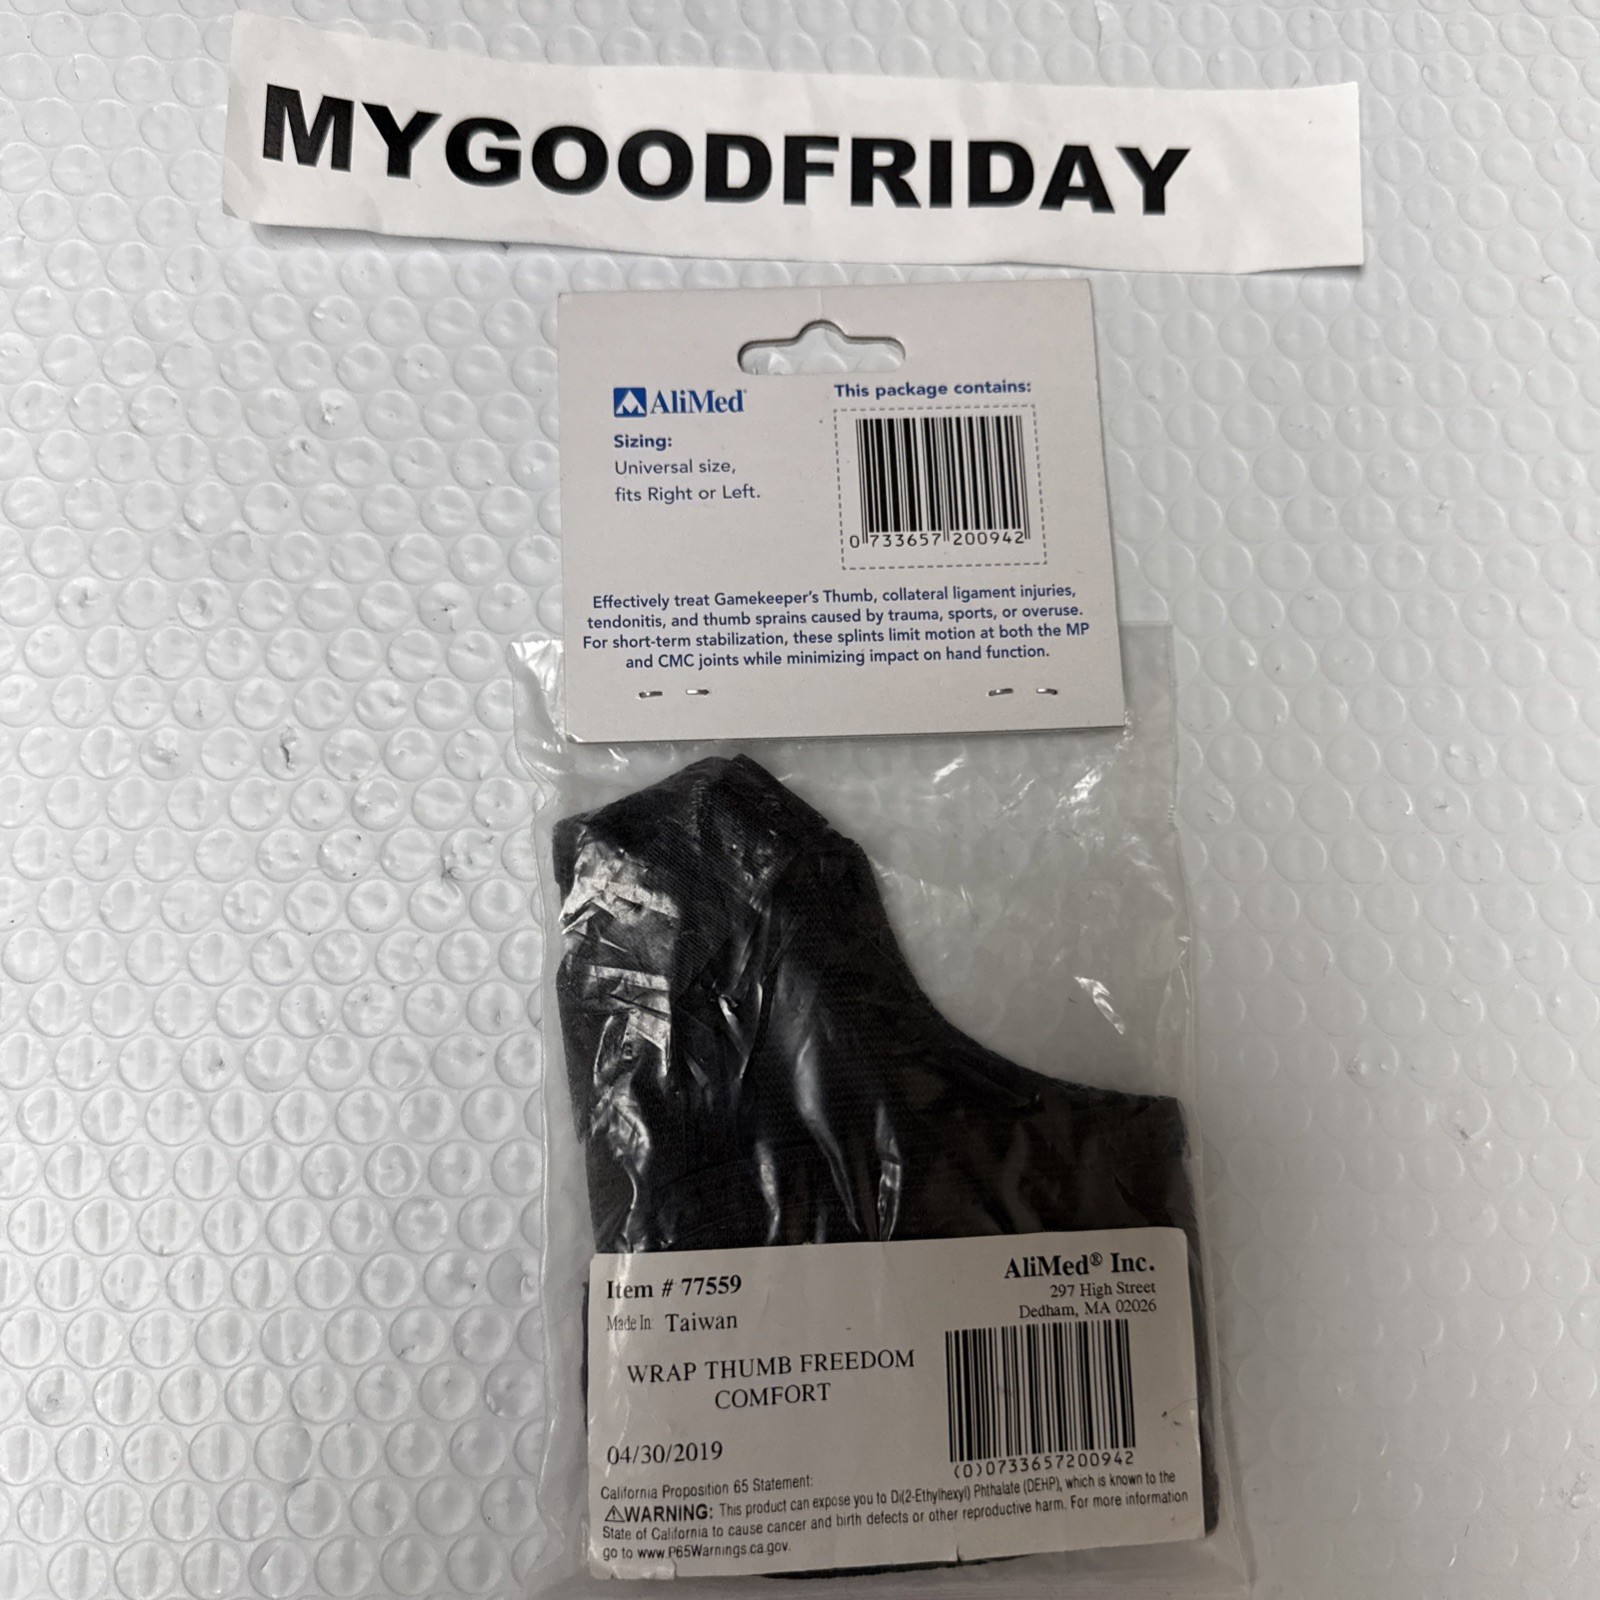 MYGOODFRIDAY
AliMed®
Sizing:
Universal size,
fits Right or Left.
This package contains:
0 733657 200942
Effectively treat Gamekeeper's Thumb, collateral ligament injuries,
tendonitis, and thumb sprains caused by trauma, sports, or overuse.
For short-term stabilization, these splints limit motion at both the MP
and CMC joints while minimizing impact on hand function.
Item # 77559
Made In: Taiwan
WRAP THUMB FREEDOM
COMFORT
04/30/2019
AliMed® Inc.
297 High Street
Dedham, MA 02026
(0)0733657200942
California Proposition 65 Statement:
⚠WARNING: This product can expose you to Di(2-Ethylhexyl) Phthalate (DEHP), which is known to the
State of California to cause cancer and birth defects or other reproductive harm. For more information
go to www.P65Warnings.ca.gov.